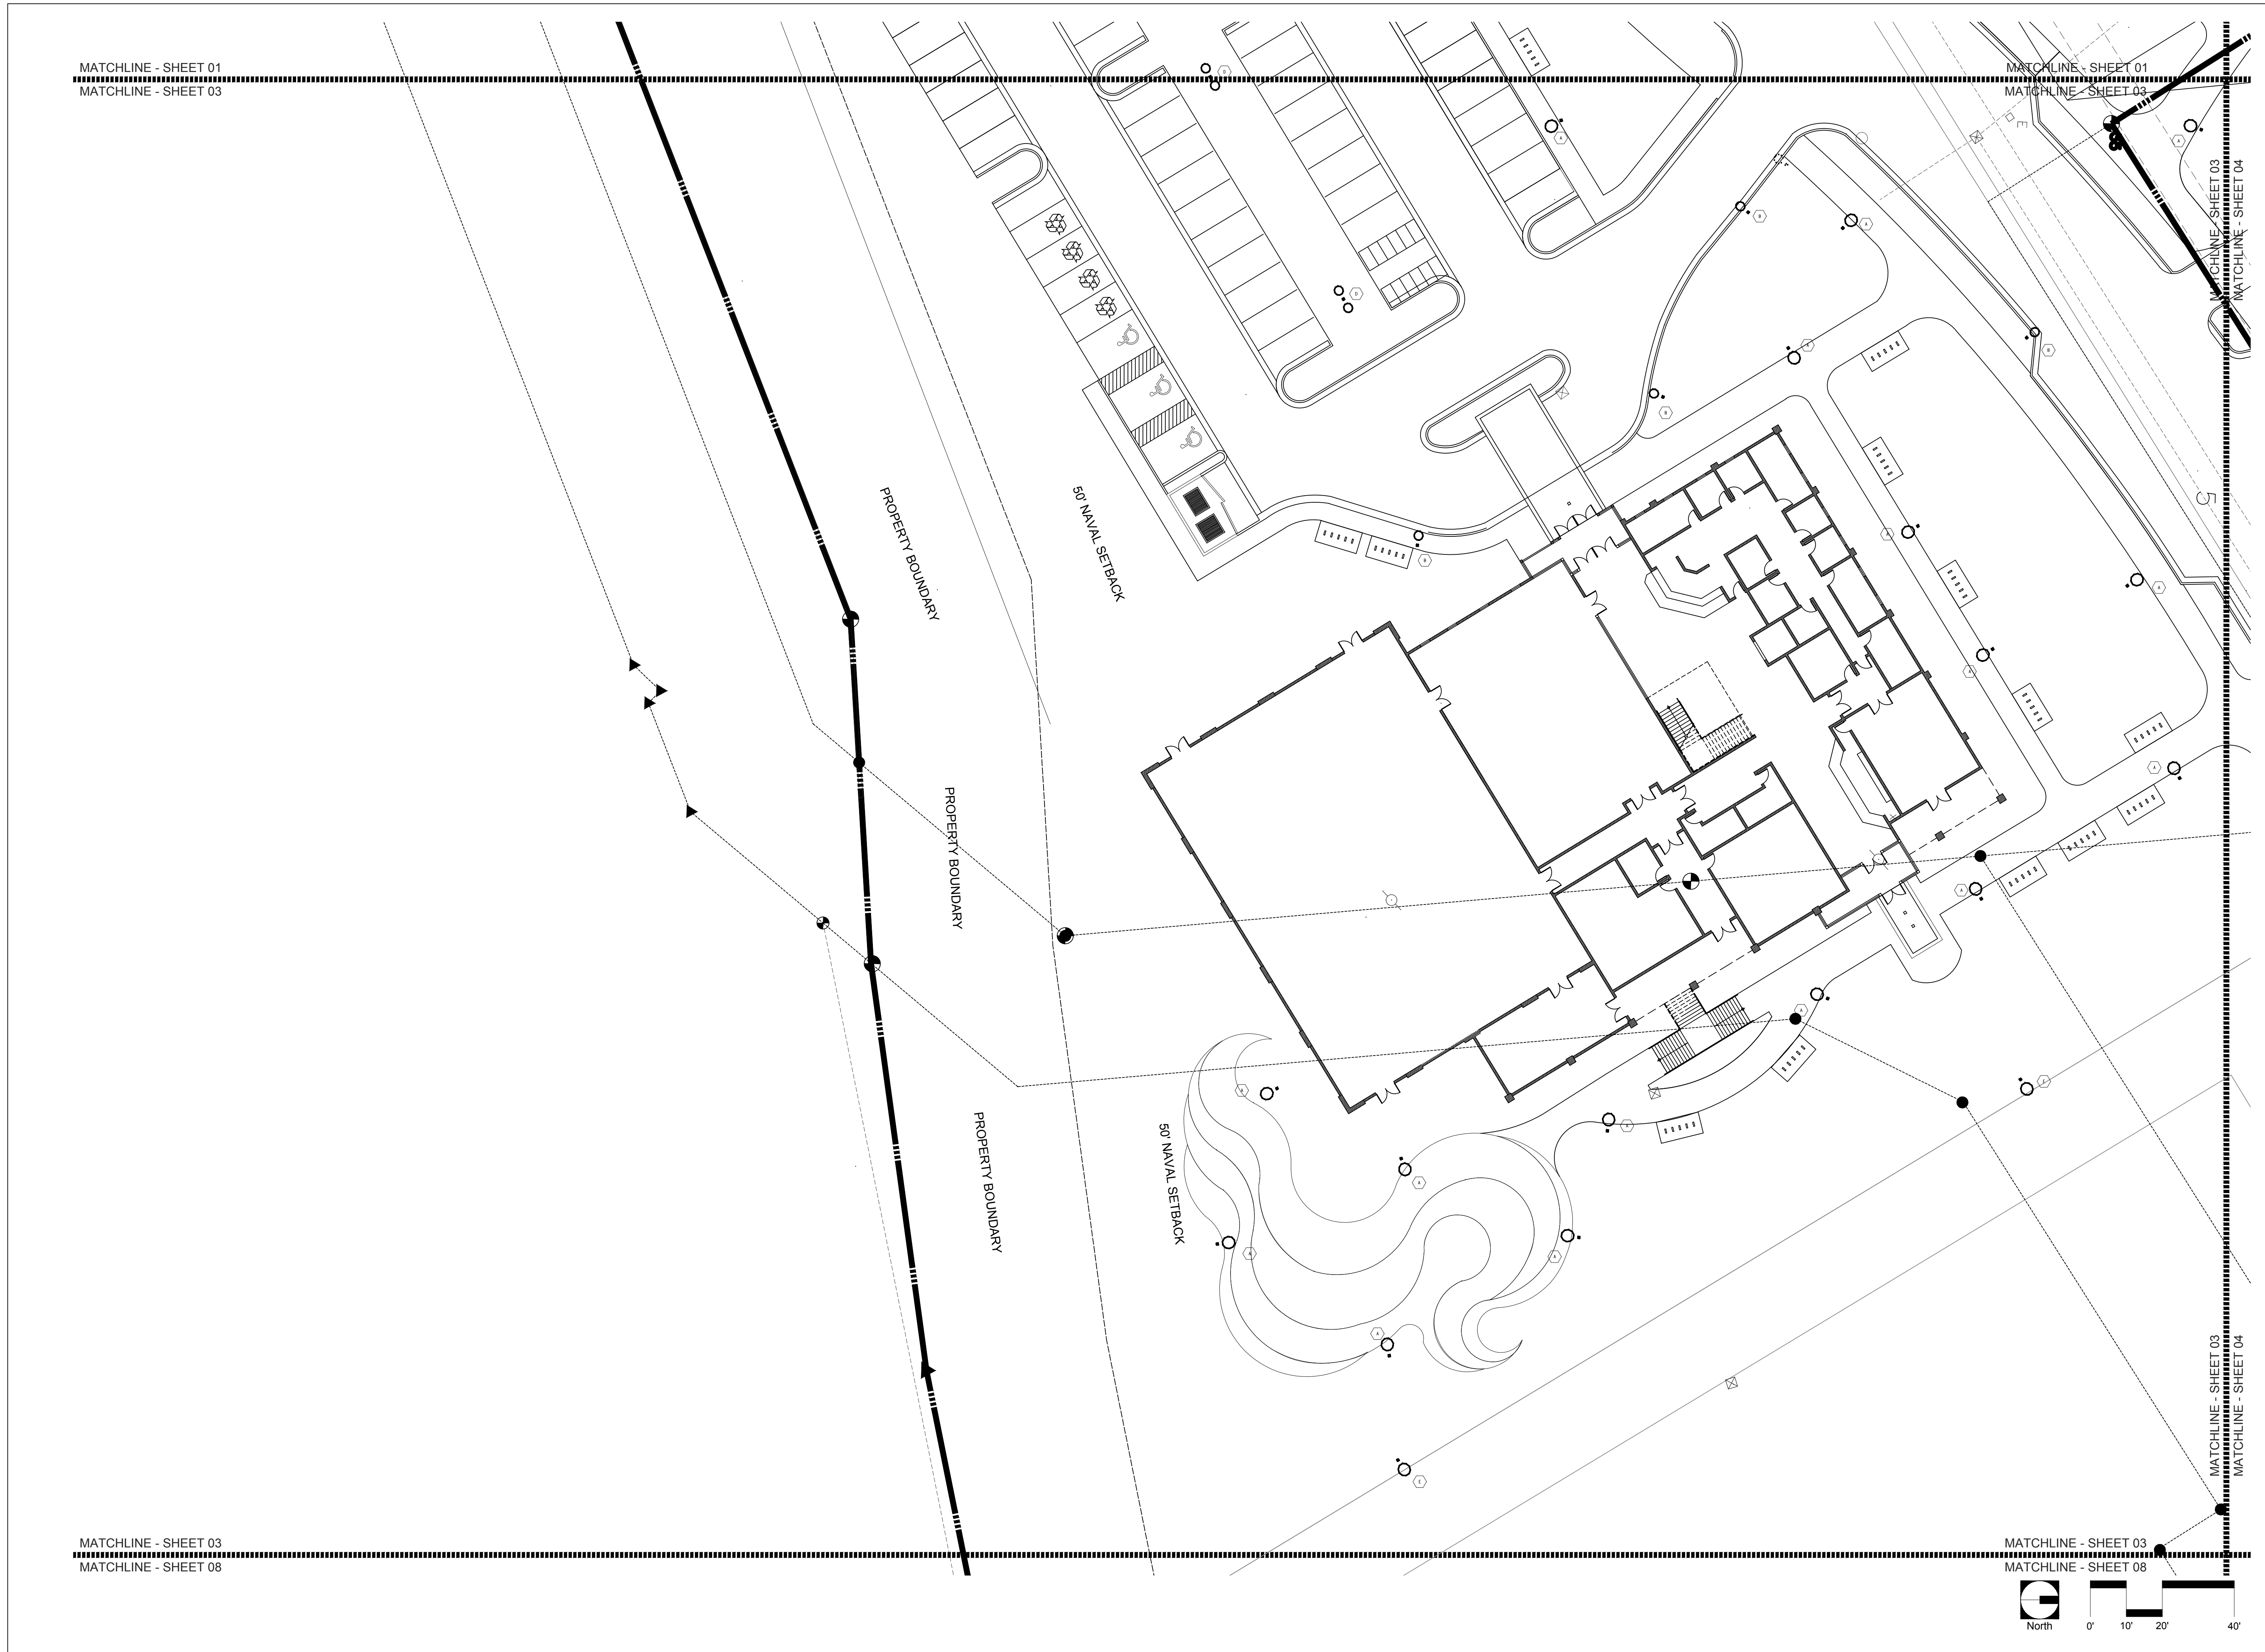 MATCHLINE - SHEET 01
MATCHLINE - SHEET 03
MATCHLINE - SHEET 01
MATCHLINE - SHEET 03
MATCHLINE - SHEET 03
MATCHLINE - SHEET 04
PROPERTY BOUNDARY
50' NAVAL SETBACK
PROPERTY BOUNDARY
PROPERTY BOUNDARY
50' NAVAL SETBACK
MATCHLINE - SHEET 03
MATCHLINE - SHEET 04
MATCHLINE - SHEET 03
MATCHLINE - SHEET 08
MATCHLINE - SHEET 03
MATCHLINE - SHEET 08
North
0' 10' 20' 40'